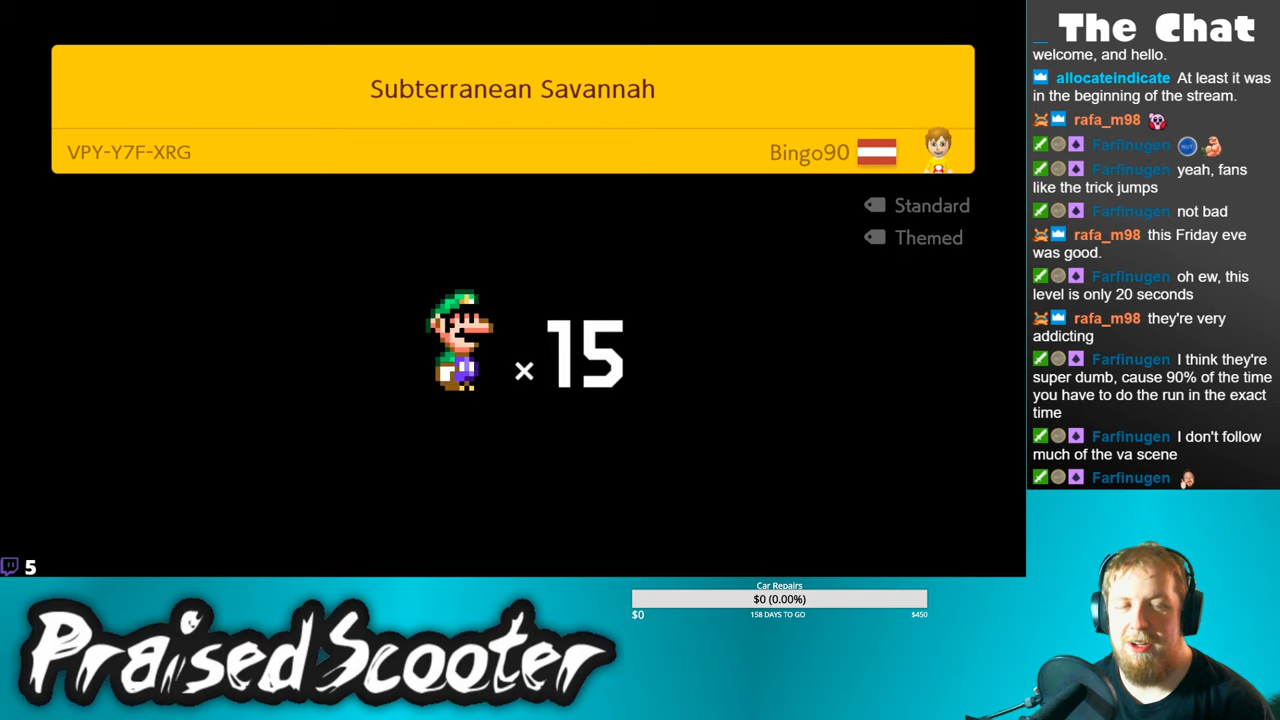 Subterranean Savannah
VPY-Y7F-XRG
Bingo90
Standard
Themed
× 15
5
The Chat
welcome, and hello.
allocateindicate At least it was
in the beginning of the stream.
rafa_m98
Farfinugen
Farfinugen yeah, fans
like the trick jumps
Farfinugen not bad
rafa_m98 this Friday eve
was good.
Farfinugen oh ew, this
level is only 20 seconds
rafa_m98 they're very
addicting
Farfinugen I think they're
super dumb, cause 90% of the time
you have to do the run in the exact
time
Farfinugen I don't follow
much of the va scene
Farfinugen
Car Repairs
$0 (0.00%)
$0 158 DAYS TO GO $450
PraisedScooter